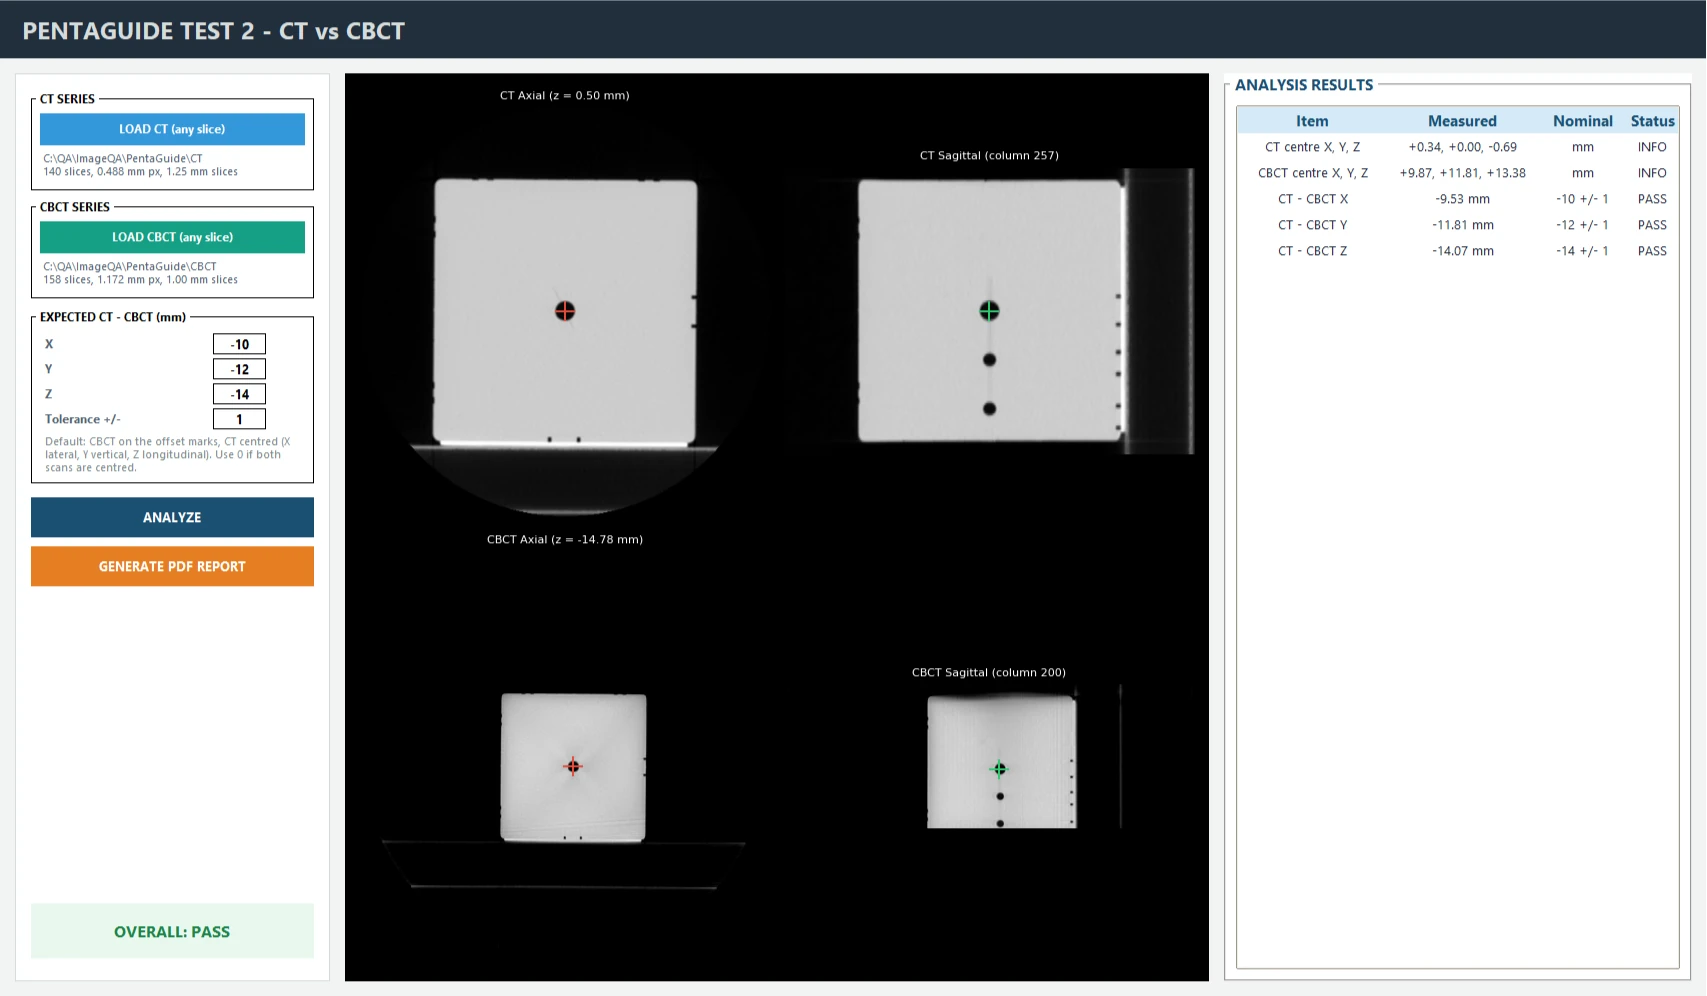 PENTAGUIDE TEST 2 - CT vs CBCT
CT SERIES
LOAD CT (any slice)
C:\QA\ImageQA\PentaGuide\CT
140 slices, 0.488 mm px, 1.25 mm slices
CBCT SERIES
LOAD CBCT (any slice)
C:\QA\ImageQA\PentaGuide\CBCT
158 slices, 1.172 mm px, 1.00 mm slices
EXPECTED CT - CBCT (mm)
X -10
Y -12
Z -14
Tolerance +/- 1
Default: CBCT on the offset marks, CT centred (X
lateral, Y vertical, Z longitudinal). Use 0 if both
scans are centred.
ANALYZE
GENERATE PDF REPORT
OVERALL: PASS
CT Axial (z = 0.50 mm)
CT Sagittal (column 257)
CBCT Axial (z = -14.78 mm)
CBCT Sagittal (column 200)
ANALYSIS RESULTS
Item Measured Nominal Status
CT centre X, Y, Z +0.34, +0.00, -0.69 mm INFO
CBCT centre X, Y, Z +9.87, +11.81, +13.38 mm INFO
CT - CBCT X -9.53 mm -10 +/- 1 PASS
CT - CBCT Y -11.81 mm -12 +/- 1 PASS
CT - CBCT Z -14.07 mm -14 +/- 1 PASS